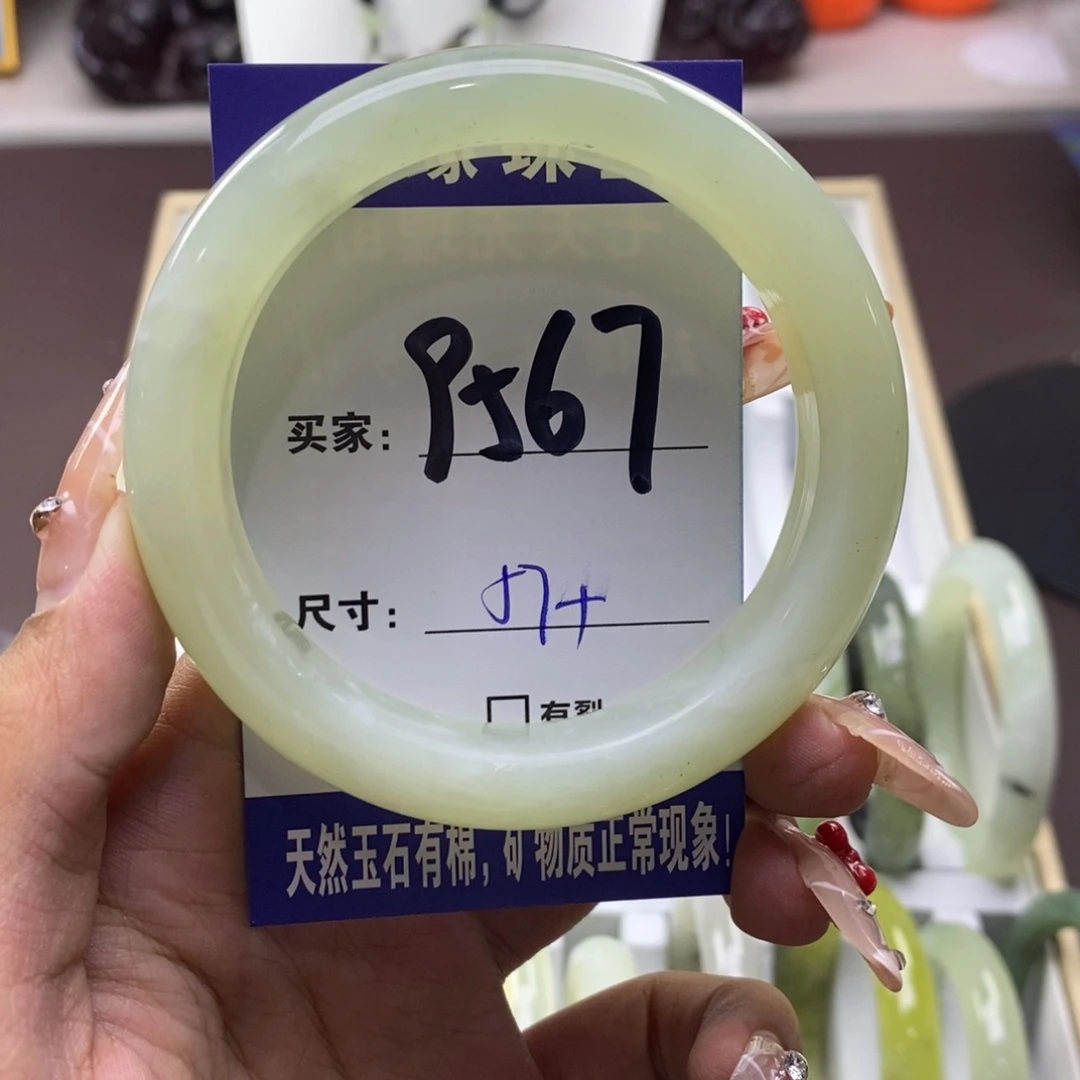 买家: PJ67
尺寸: 57+
□ 有裂
天然玉石有棉, 矿物质正常现象!